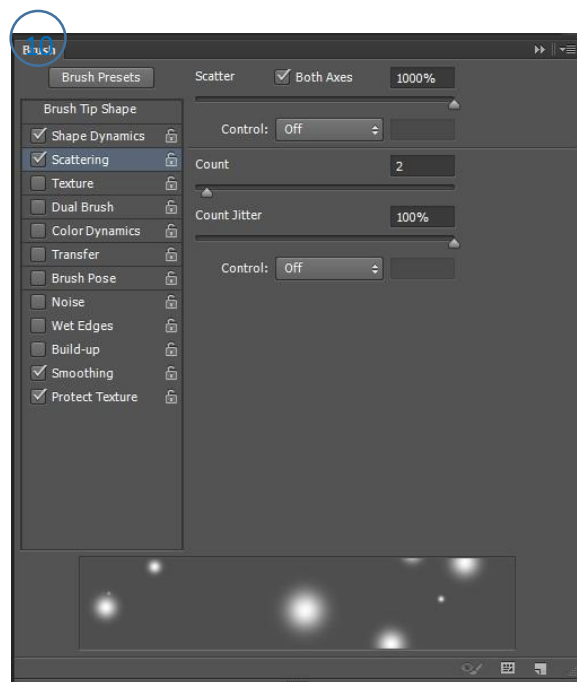 10
Brush
Brush Presets
Scatter Both Axes 1000%
Brush Tip Shape
Shape Dynamics
Control: Off
Scattering
Count 2
Texture
Dual Brush
Count Jitter 100%
Color Dynamics
Transfer
Control: Off
Brush Pose
Noise
Wet Edges
Build-up
Smoothing
Protect Texture